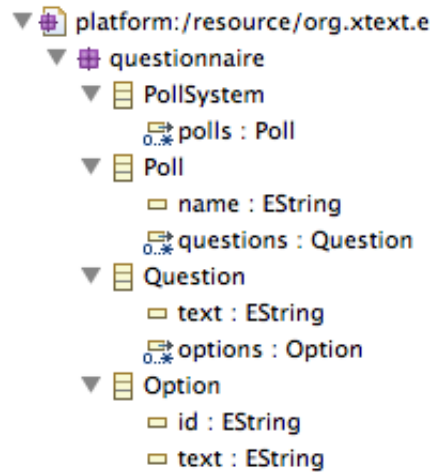 platform:/resource/org.xtext.e
questionnaire
PollSystem
0..* polls : Poll
Poll
name : EString
0..* questions : Question
Question
text : EString
0..* options : Option
Option
id : EString
text : EString